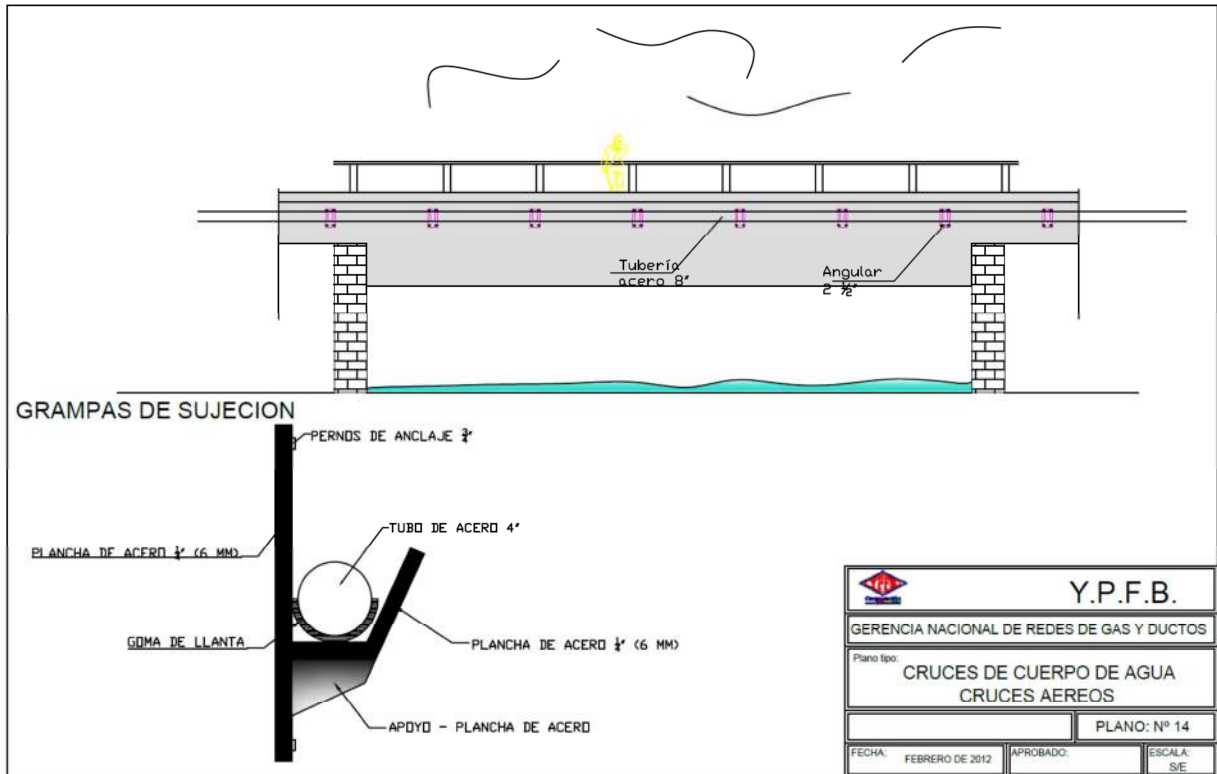 Tubería
acero 8"
Angular
2 ½"
GRAMPAS DE SUJECION
PERNOS DE ANCLAJE ¾"
TUBO DE ACERO 4"
PLANCHA DE ACERO ¼" (6 MM)
GOMA DE LLANTA
PLANCHA DE ACERO ¼" (6 MM)
APOYO - PLANCHA DE ACERO
Y.P.F.B.
GERENCIA NACIONAL DE REDES DE GAS Y DUCTOS
Plano tipo:
CRUCES DE CUERPO DE AGUA
CRUCES AEREOS
PLANO: Nº 14
FECHA: FEBRERO DE 2012
APROBADO:
ESCALA:
S/E